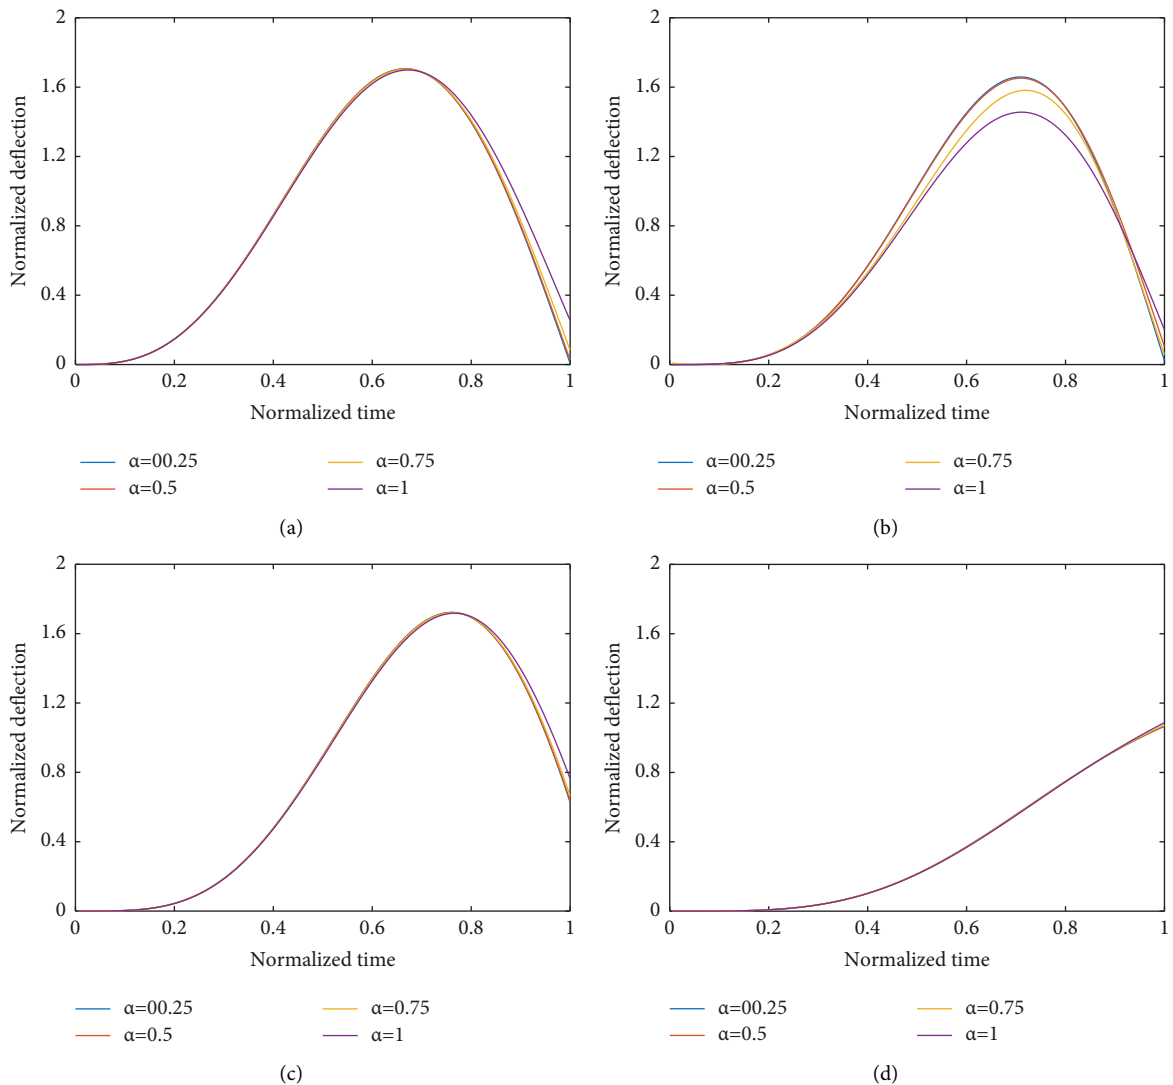 2
1.6
1.2
0.8
0.4
0
Normalized deflection
0 0.2 0.4 0.6 0.8 1
Normalized time
α=00.25 α=0.75
α=0.5 α=1
(a)
2
1.6
1.2
0.8
0.4
0
Normalized deflection
0 0.2 0.4 0.6 0.8 1
Normalized time
α=00.25 α=0.75
α=0.5 α=1
(b)
2
1.6
1.2
0.8
0.4
0
Normalized deflection
0 0.2 0.4 0.6 0.8 1
Normalized time
α=00.25 α=0.75
α=0.5 α=1
(c)
2
1.6
1.2
0.8
0.4
0
Normalized deflection
0 0.2 0.4 0.6 0.8 1
Normalized time
α=00.25 α=0.75
α=0.5 α=1
(d)